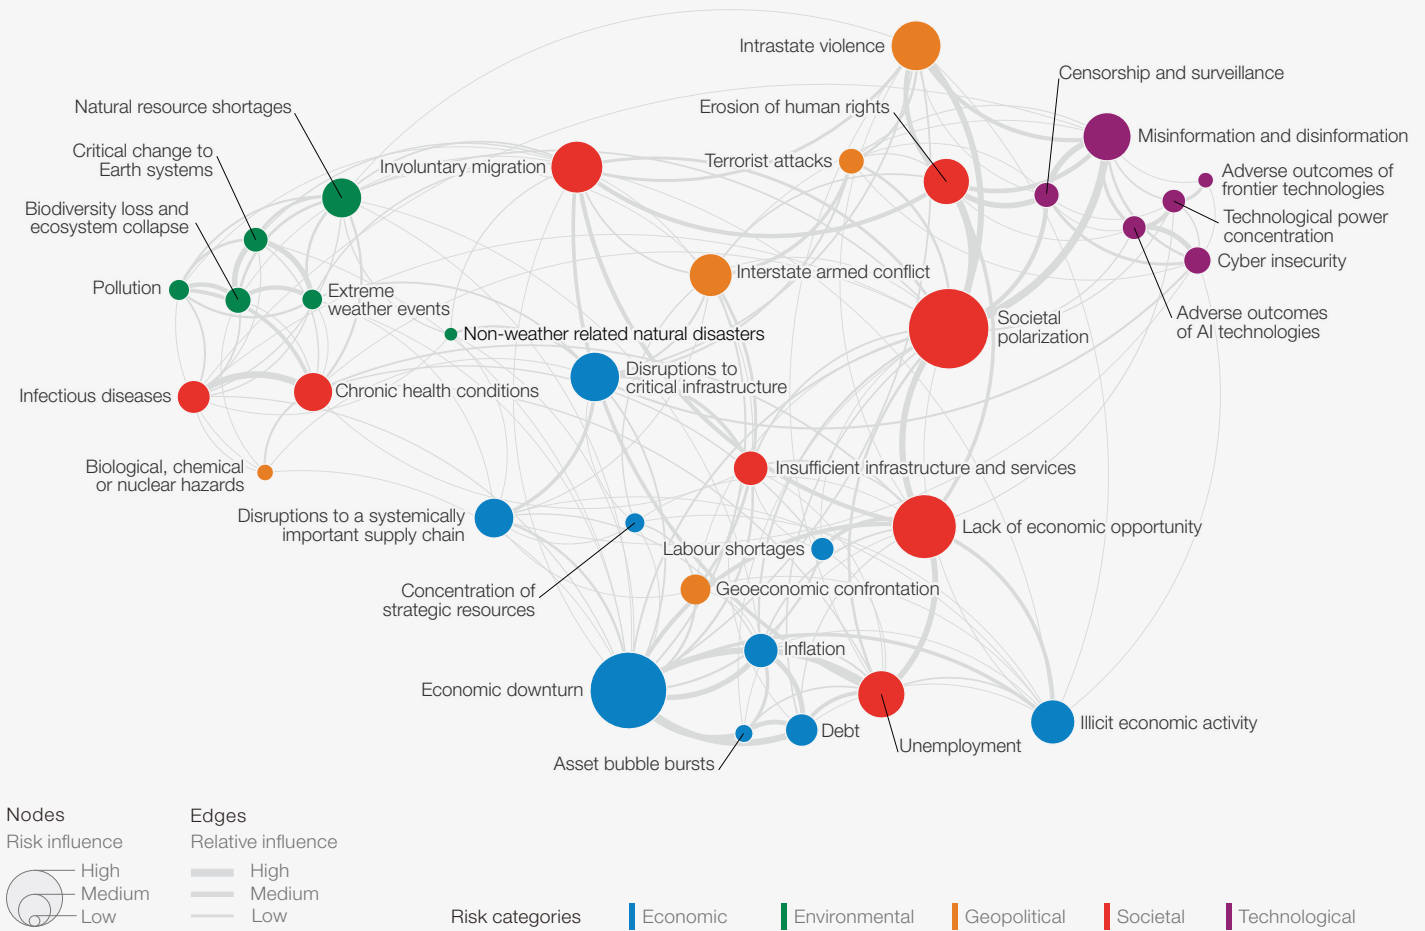 Intrastate violence
Censorship and surveillance
Natural resource shortages
Erosion of human rights
Misinformation and disinformation
Critical change to
Earth systems
Involuntary migration
Terrorist attacks
Adverse outcomes of
frontier technologies
Biodiversity loss and
ecosystem collapse
Technological power
concentration
Cyber insecurity
Pollution
Extreme
weather events
Interstate armed conflict
Societal
polarization
Adverse outcomes
of AI technologies
Non-weather related natural disasters
Disruptions to
critical infrastructure
Infectious diseases
Chronic health conditions
Biological, chemical
or nuclear hazards
Insufficient infrastructure and services
Disruptions to a systemically
important supply chain
Lack of economic opportunity
Labour shortages
Concentration of
strategic resources
Geoeconomic confrontation
Inflation
Economic downturn
Debt
Illicit economic activity
Unemployment
Asset bubble bursts
Nodes
Risk influence
High
Medium
Low
Edges
Relative influence
High
Medium
Low
Risk categories
Economic
Environmental
Geopolitical
Societal
Technological